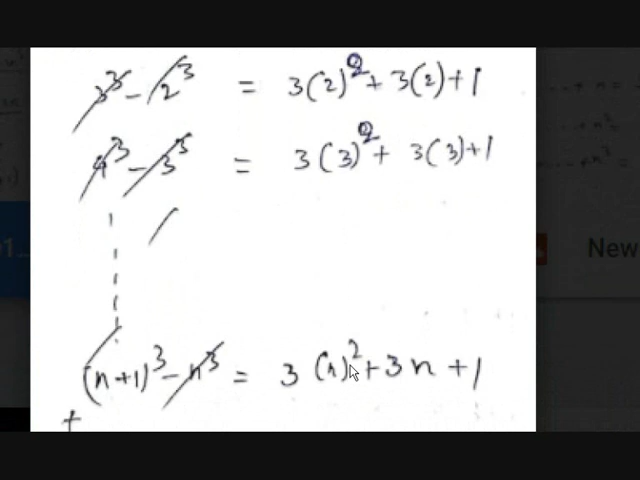 3³ - 2³ = 3(2)² + 3(2) + 1
4³ - 3³ = 3(3)² + 3(3) + 1
(n+1)³ - n³ = 3(n)² + 3n + 1
+
New